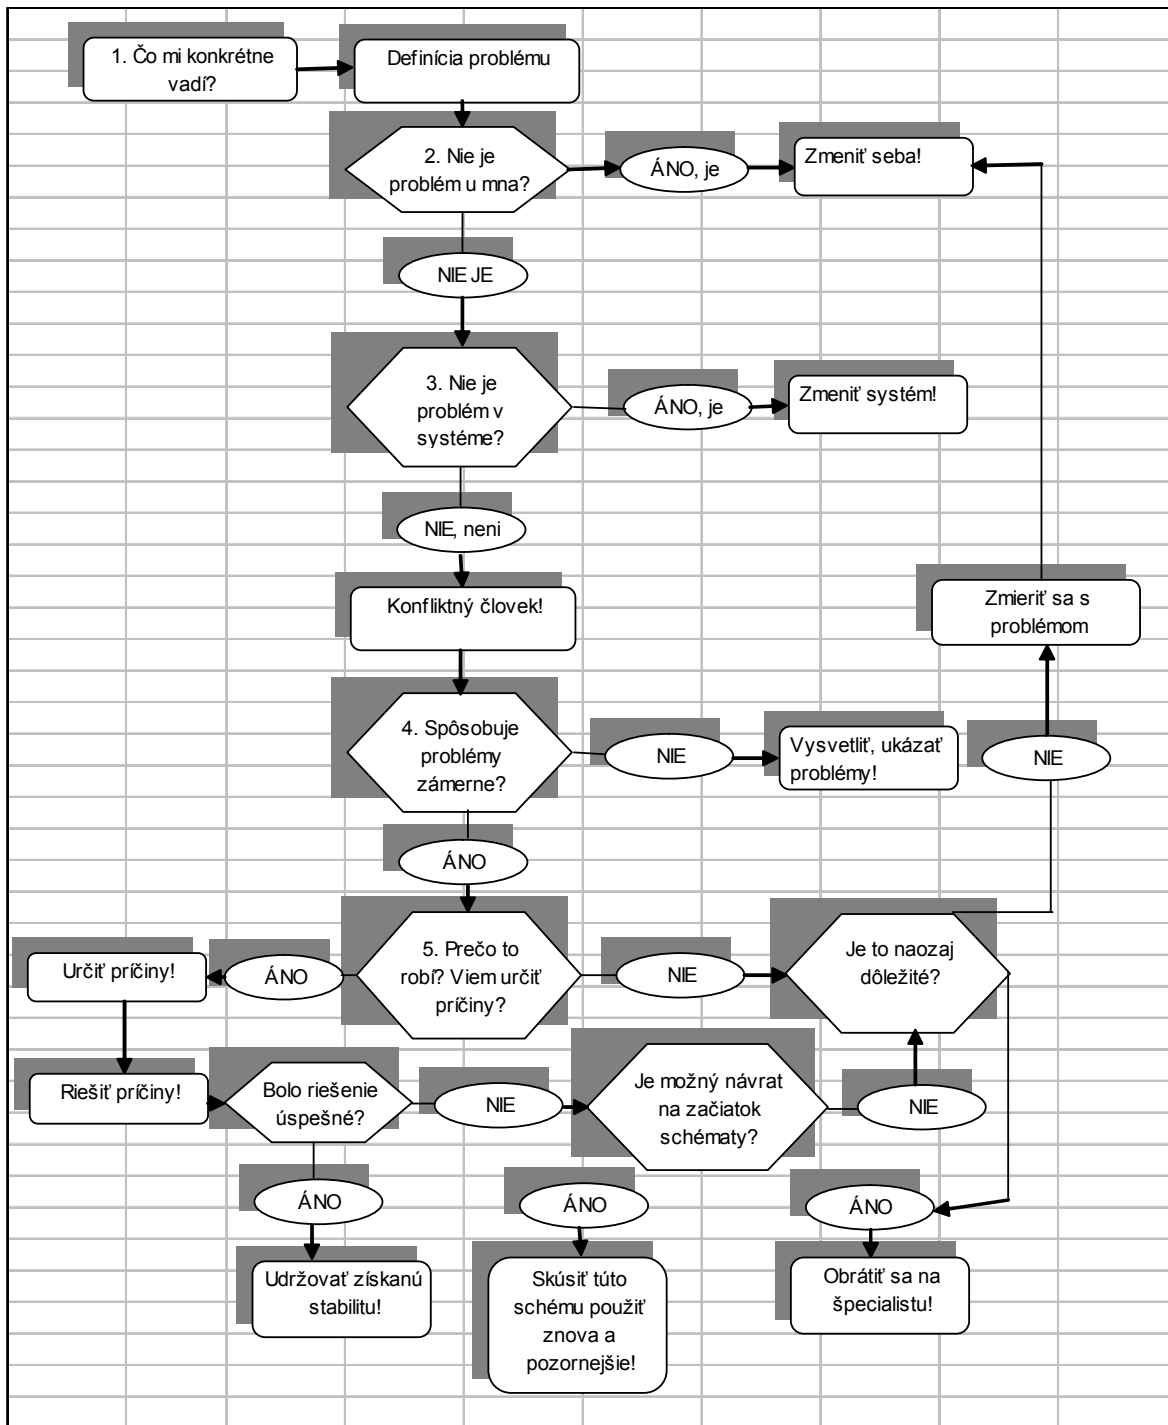 1. Čo mi konkrétne
vadí?
Definícia problému
2. Nie je
problém u mna?
ÁNO, je
Zmeniť seba!
NIE JE
3. Nie je
problém v
systéme?
ÁNO, je
Zmeniť systém!
NIE, neni
Konfliktný človek!
Zmieriť sa s
problémom
4. Spôsobuje
problémy
zámerne?
NIE
Vysvetliť, ukázať
problémy!
NIE
ÁNO
Určiť príčiny!
ÁNO
5. Prečo to
robí? Viem určiť
príčiny?
NIE
Je to naozaj
dôležité?
Riešiť príčiny!
Bolo riešenie
úspešné?
NIE
Je možný návrat
na začiatok
schématy?
NIE
ÁNO
ÁNO
ÁNO
Udržovať získanú
stabilitu!
Skúsiť túto
schému použiť
znova a
pozornejšie!
Obrátiť sa na
špecialistu!